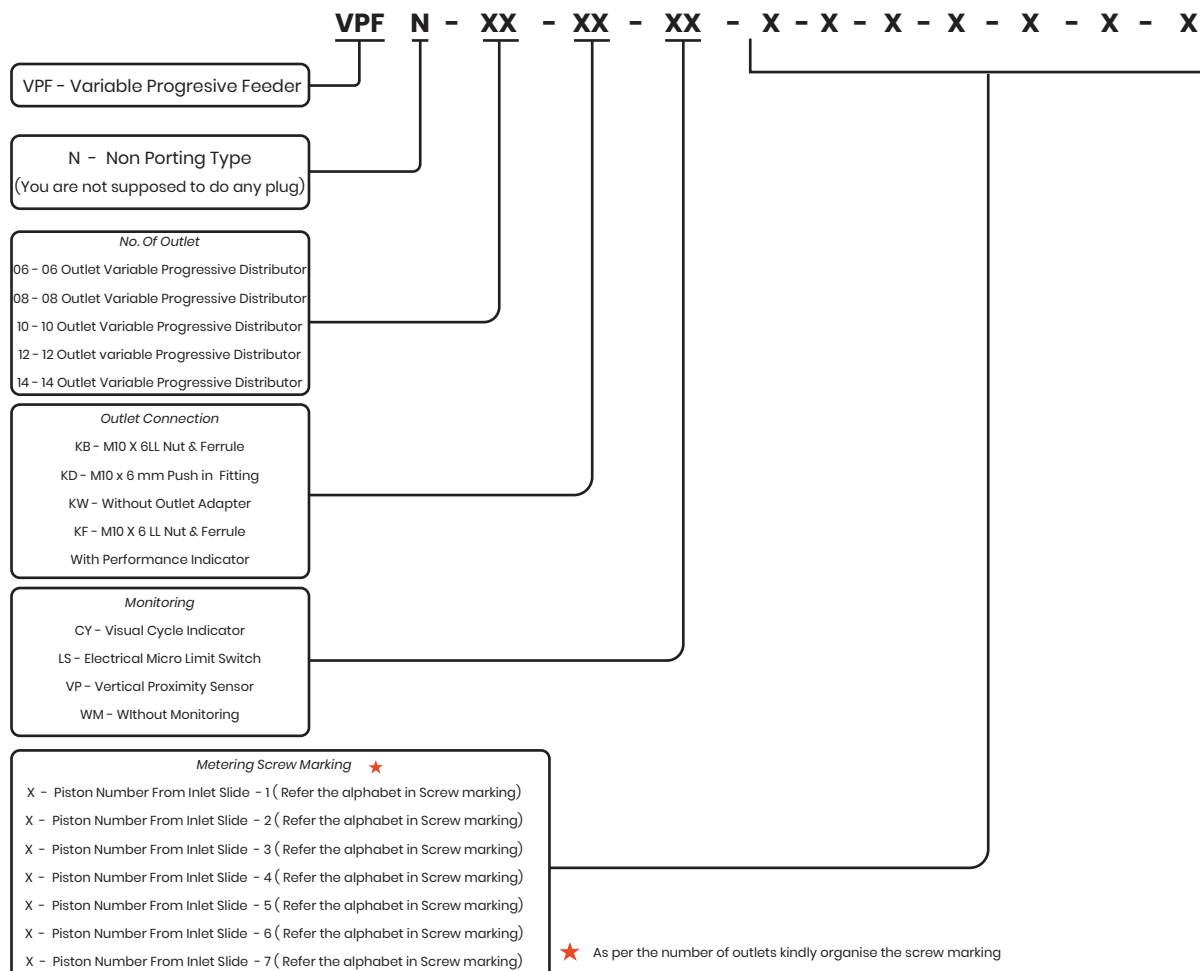 VPF N - XX - XX - XX - X - X - X - X - X - X - X
VPF - Variable Progresive Feeder
N - Non Porting Type
(You are not supposed to do any plug)
No. Of Outlet
06 - 06 Outlet Variable Progressive Distributor
08 - 08 Outlet Variable Progressive Distributor
10 - 10 Outlet Variable Progressive Distributor
12 - 12 Outlet variable Progressive Distributor
14 - 14 Outlet Variable Progressive Distributor
Outlet Connection
KB - M10 X 6LL Nut & Ferrule
KD - M10 x 6 mm Push in Fitting
KW - Without Outlet Adapter
KF - M10 X 6 LL Nut & Ferrule
With Performance Indicator
Monitoring
CY - Visual Cycle Indicator
LS - Electrical Micro Limit Switch
VP - Vertical Proximity Sensor
WM - WIthout Monitoring
Metering Screw Marking ★
X - Piston Number From Inlet Slide - 1 ( Refer the alphabet in Screw marking)
X - Piston Number From Inlet Slide - 2 ( Refer the alphabet in Screw marking)
X - Piston Number From Inlet Slide - 3 ( Refer the alphabet in Screw marking)
X - Piston Number From Inlet Slide - 4 ( Refer the alphabet in Screw marking)
X - Piston Number From Inlet Slide - 5 ( Refer the alphabet in Screw marking)
X - Piston Number From Inlet Slide - 6 ( Refer the alphabet in Screw marking)
X - Piston Number From Inlet Slide - 7 ( Refer the alphabet in Screw marking)
★ As per the number of outlets kindly organise the screw marking